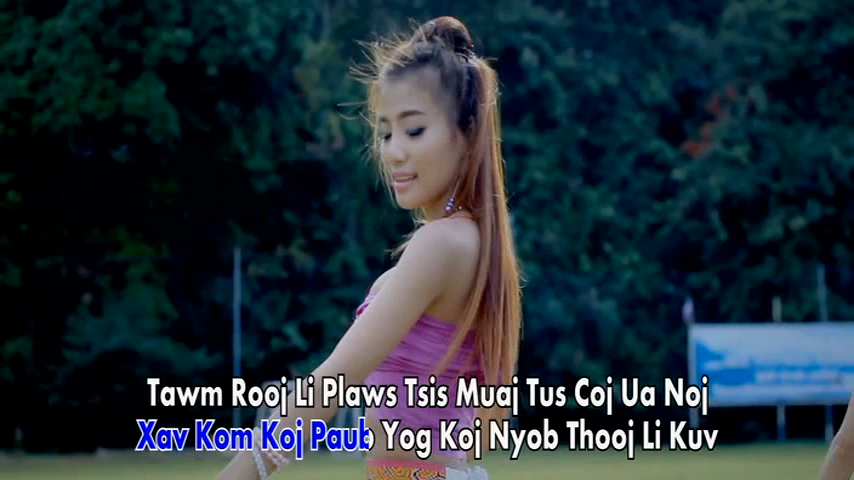 Tawm Rooj Li Plaws Tsis Muaj Tus Coj Ua Noj
Xav Kom Koj Paub Yog Koj Nyob Thooj Li Kuv